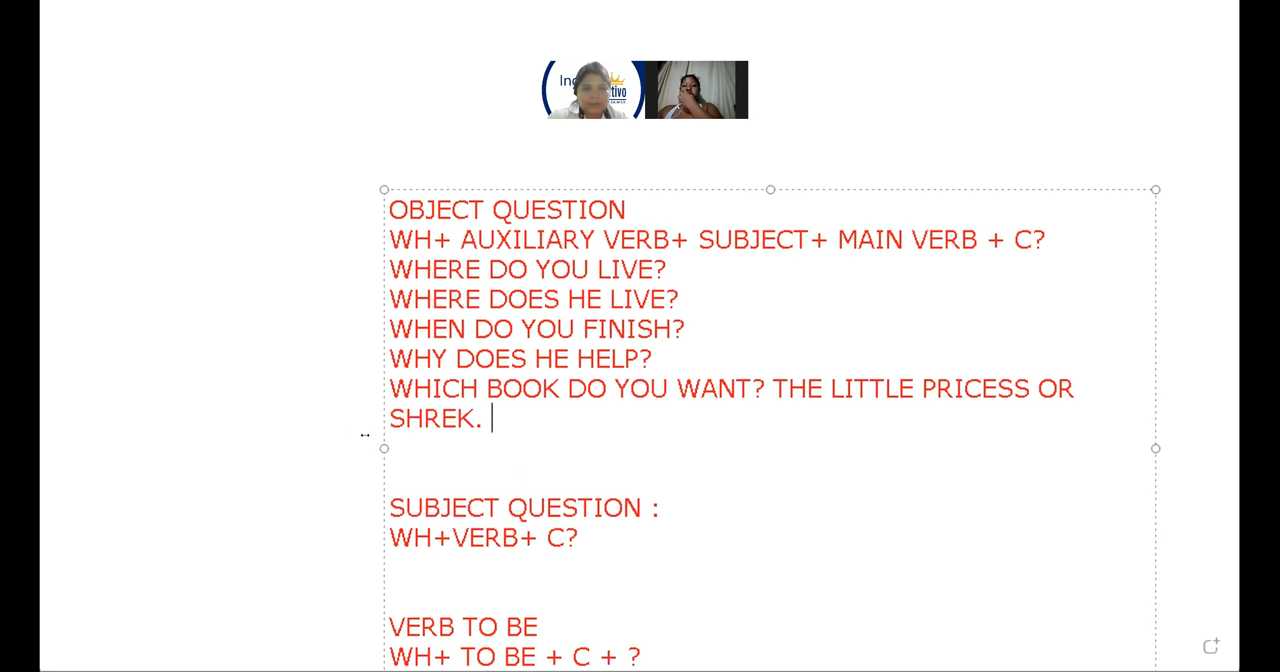 OBJECT QUESTION
WH+ AUXILIARY VERB+ SUBJECT+ MAIN VERB + C?
WHERE DO YOU LIVE?
WHERE DOES HE LIVE?
WHEN DO YOU FINISH?
WHY DOES HE HELP?
WHICH BOOK DO YOU WANT? THE LITTLE PRICESS OR
SHREK.
SUBJECT QUESTION :
WH+VERB+ C?
VERB TO BE
WH+ TO BE + C + ?